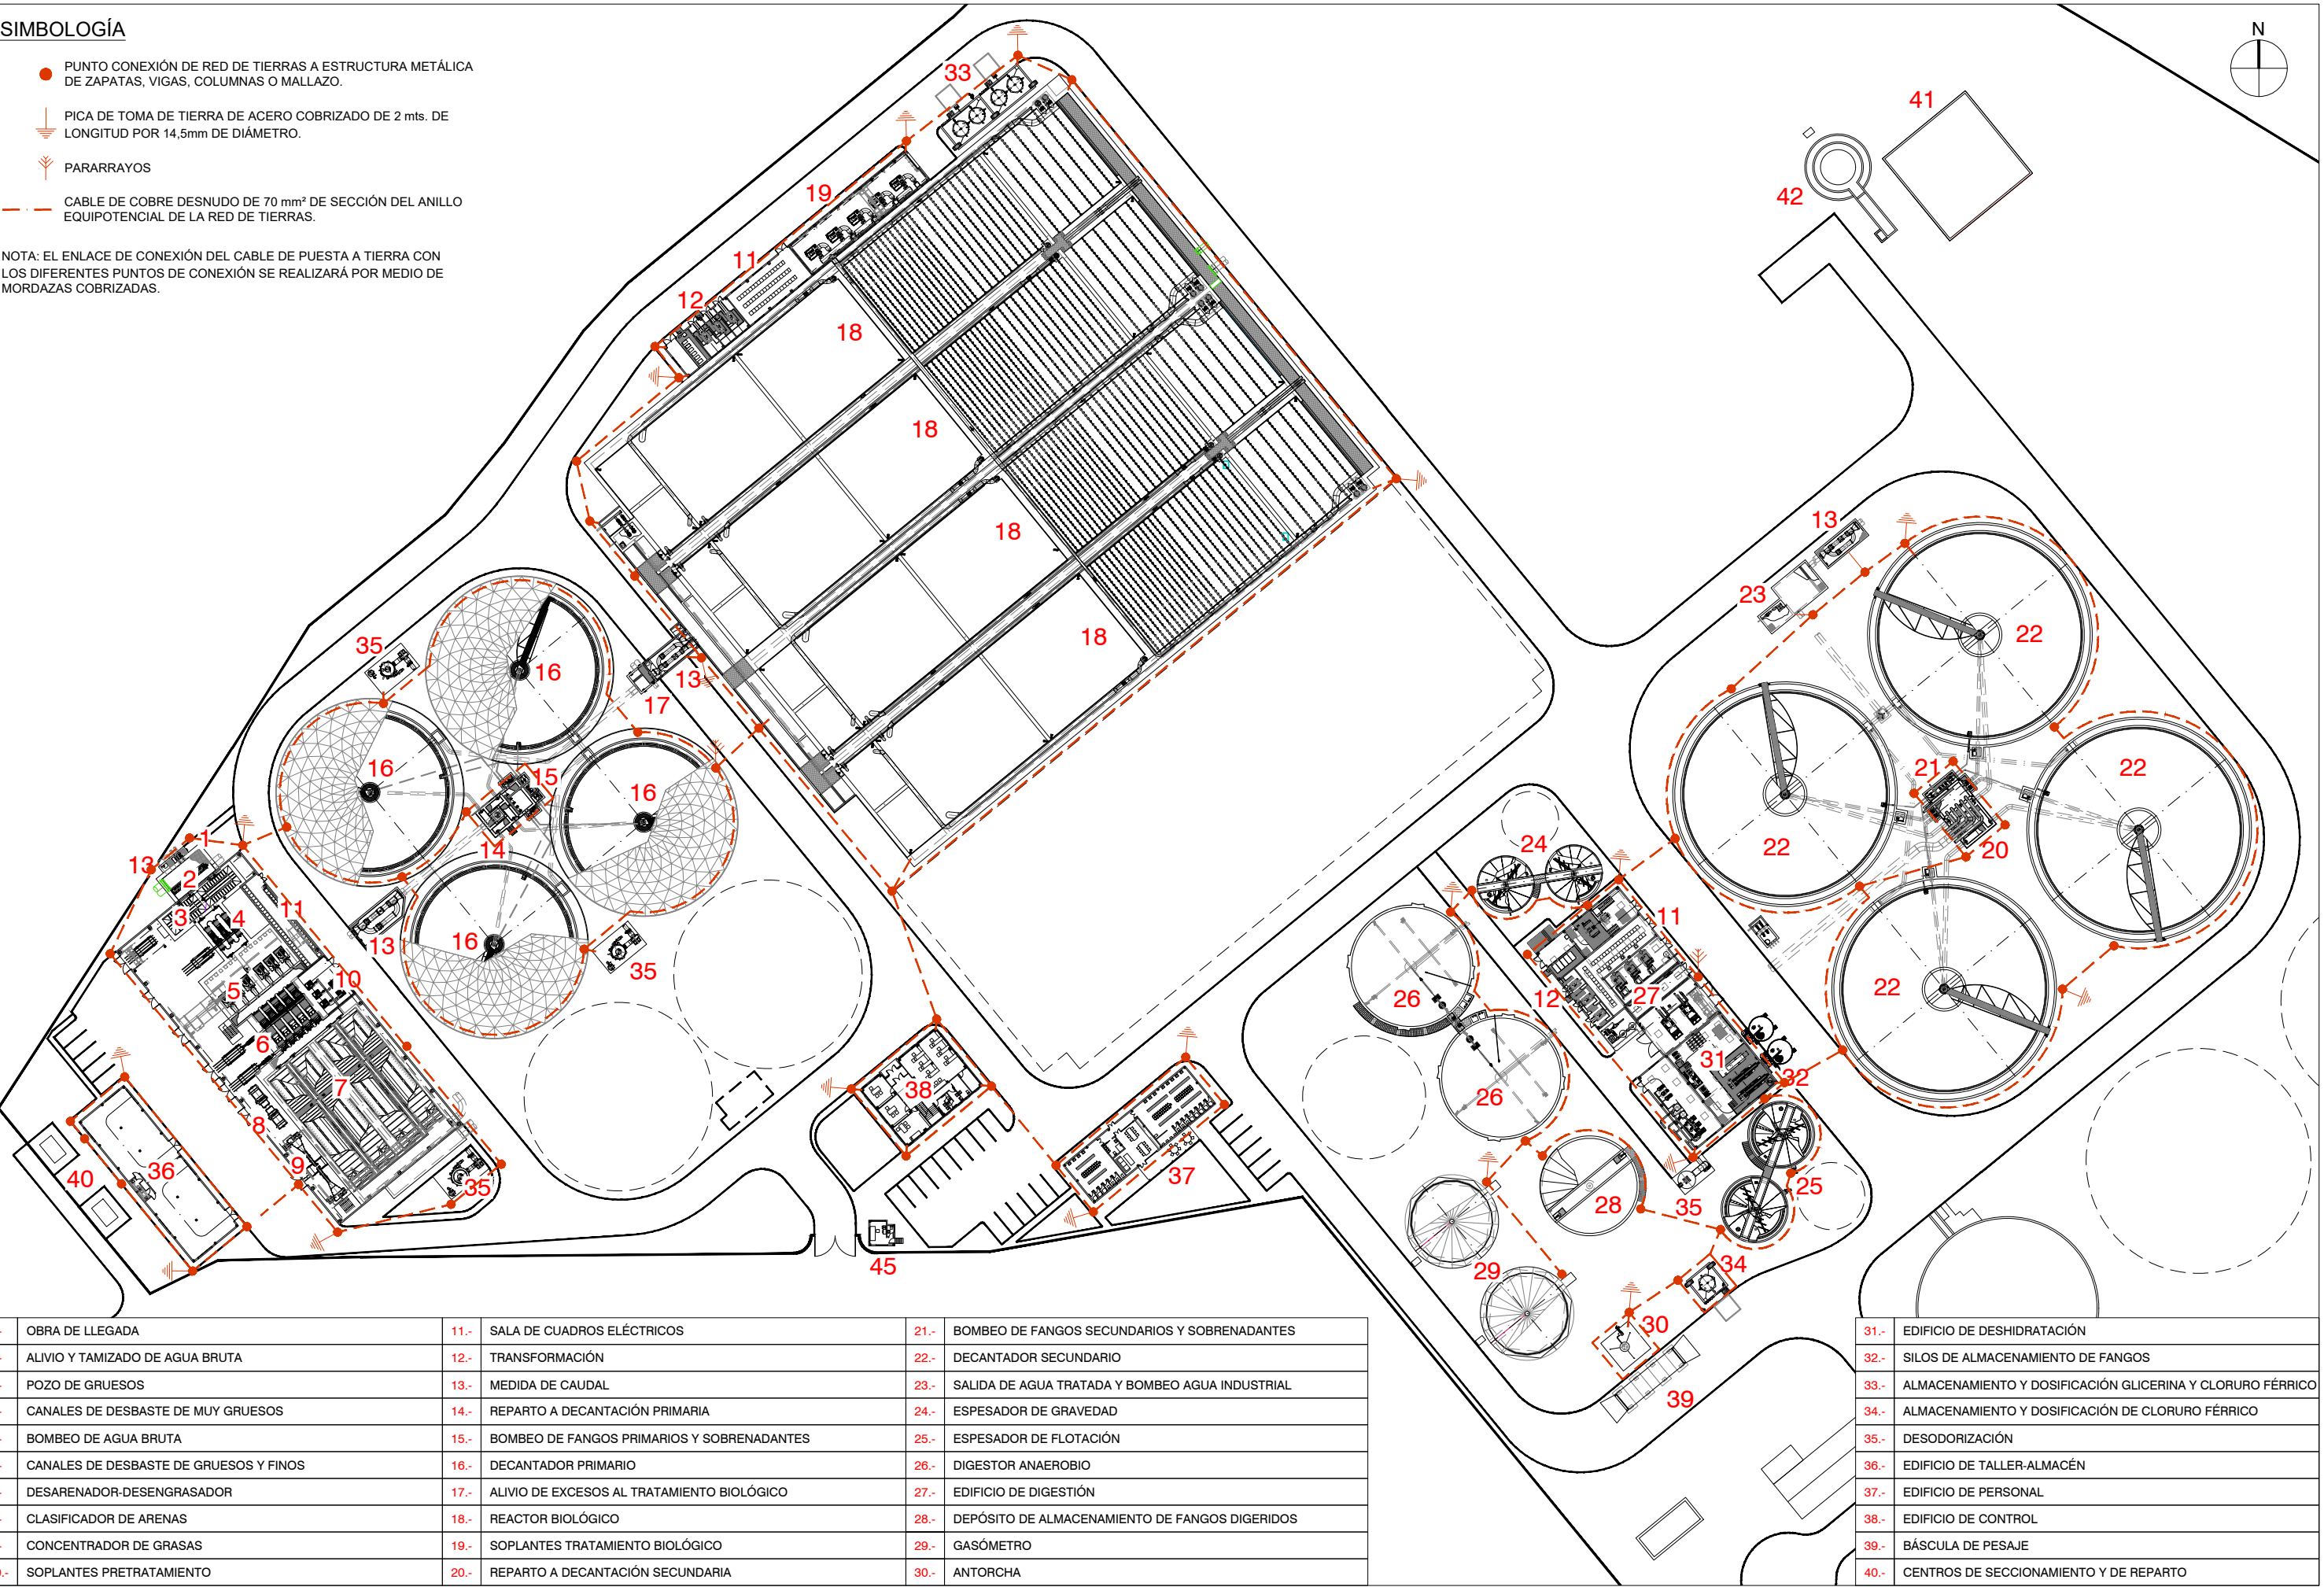 SIMBOLOGÍA
PUNTO CONEXIÓN DE RED DE TIERRAS A ESTRUCTURA METÁLICA
DE ZAPATAS, VIGAS, COLUMNAS O MALLAZO.
PICA DE TOMA DE TIERRA DE ACERO COBRIZADO DE 2 mts. DE
LONGITUD POR 14,5mm DE DIÁMETRO.
PARARRAYOS
CABLE DE COBRE DESNUDO DE 70 mm² DE SECCIÓN DEL ANILLO
EQUIPOTENCIAL DE LA RED DE TIERRAS.
NOTA: EL ENLACE DE CONEXIÓN DEL CABLE DE PUESTA A TIERRA CON
LOS DIFERENTES PUNTOS DE CONEXIÓN SE REALIZARÁ POR MEDIO DE
MORDAZAS COBRIZADAS.
N
33
41
42
19
11
12
18
18
18
18
13
23
22
22
22
22
21
20
35
16
16
16
16
17
13
15
14
1
13
2
3
4
11
13
35
5
10
6
7
8
9
35
36
40
38
37
45
24
11
26
12
27
26
31
32
28
35
25
29
34
30
39
OBRA DE LLEGADA
ALIVIO Y TAMIZADO DE AGUA BRUTA
POZO DE GRUESOS
CANALES DE DESBASTE DE MUY GRUESOS
BOMBEO DE AGUA BRUTA
CANALES DE DESBASTE DE GRUESOS Y FINOS
DESARENADOR-DESENGRASADOR
CLASIFICADOR DE ARENAS
CONCENTRADOR DE GRASAS
SOPLANTES PRETRATAMIENTO
11.- SALA DE CUADROS ELÉCTRICOS
12.- TRANSFORMACIÓN
13.- MEDIDA DE CAUDAL
14.- REPARTO A DECANTACIÓN PRIMARIA
15.- BOMBEO DE FANGOS PRIMARIOS Y SOBRENADANTES
16.- DECANTADOR PRIMARIO
17.- ALIVIO DE EXCESOS AL TRATAMIENTO BIOLÓGICO
18.- REACTOR BIOLÓGICO
19.- SOPLANTES TRATAMIENTO BIOLÓGICO
20.- REPARTO A DECANTACIÓN SECUNDARIA
21.- BOMBEO DE FANGOS SECUNDARIOS Y SOBRENADANTES
22.- DECANTADOR SECUNDARIO
23.- SALIDA DE AGUA TRATADA Y BOMBEO AGUA INDUSTRIAL
24.- ESPESADOR DE GRAVEDAD
25.- ESPESADOR DE FLOTACIÓN
26.- DIGESTOR ANAEROBIO
27.- EDIFICIO DE DIGESTIÓN
28.- DEPÓSITO DE ALMACENAMIENTO DE FANGOS DIGERIDOS
29.- GASÓMETRO
30.- ANTORCHA
31.- EDIFICIO DE DESHIDRATACIÓN
32.- SILOS DE ALMACENAMIENTO DE FANGOS
33.- ALMACENAMIENTO Y DOSIFICACIÓN GLICERINA Y CLORURO FÉRRICO
34.- ALMACENAMIENTO Y DOSIFICACIÓN DE CLORURO FÉRRICO
35.- DESODORIZACIÓN
36.- EDIFICIO DE TALLER-ALMACÉN
37.- EDIFICIO DE PERSONAL
38.- EDIFICIO DE CONTROL
39.- BÁSCULA DE PESAJE
40.- CENTROS DE SECCIONAMIENTO Y DE REPARTO